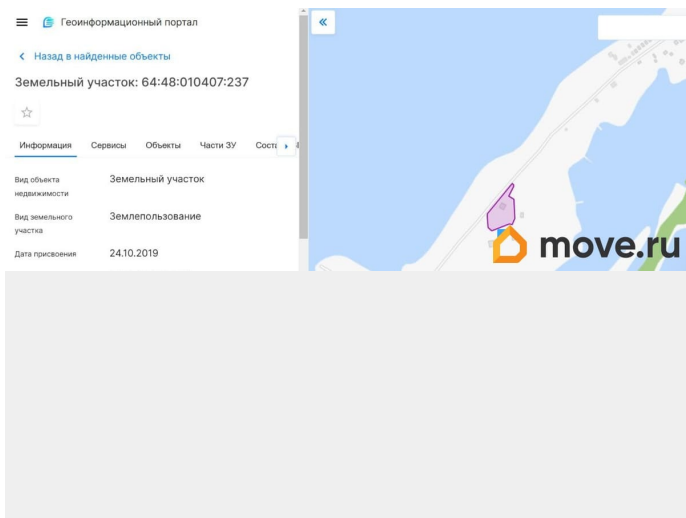 Геоинформационный портал
Назад в найденные объекты
Земельный участок: 64:48:010407:237
Информация Сервисы Объекты Части ЗУ
Вид объекта недвижимости
Земельный участок
Вид земельного участка
Землепользование
Дата присвоения
24.10.2019
move.ru